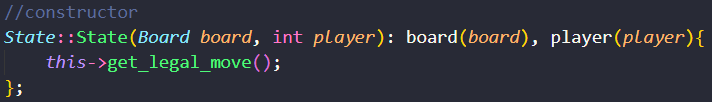 //constructor
State::State(Board board, int player): board(board), player(player){
    this->get_legal_move();
};